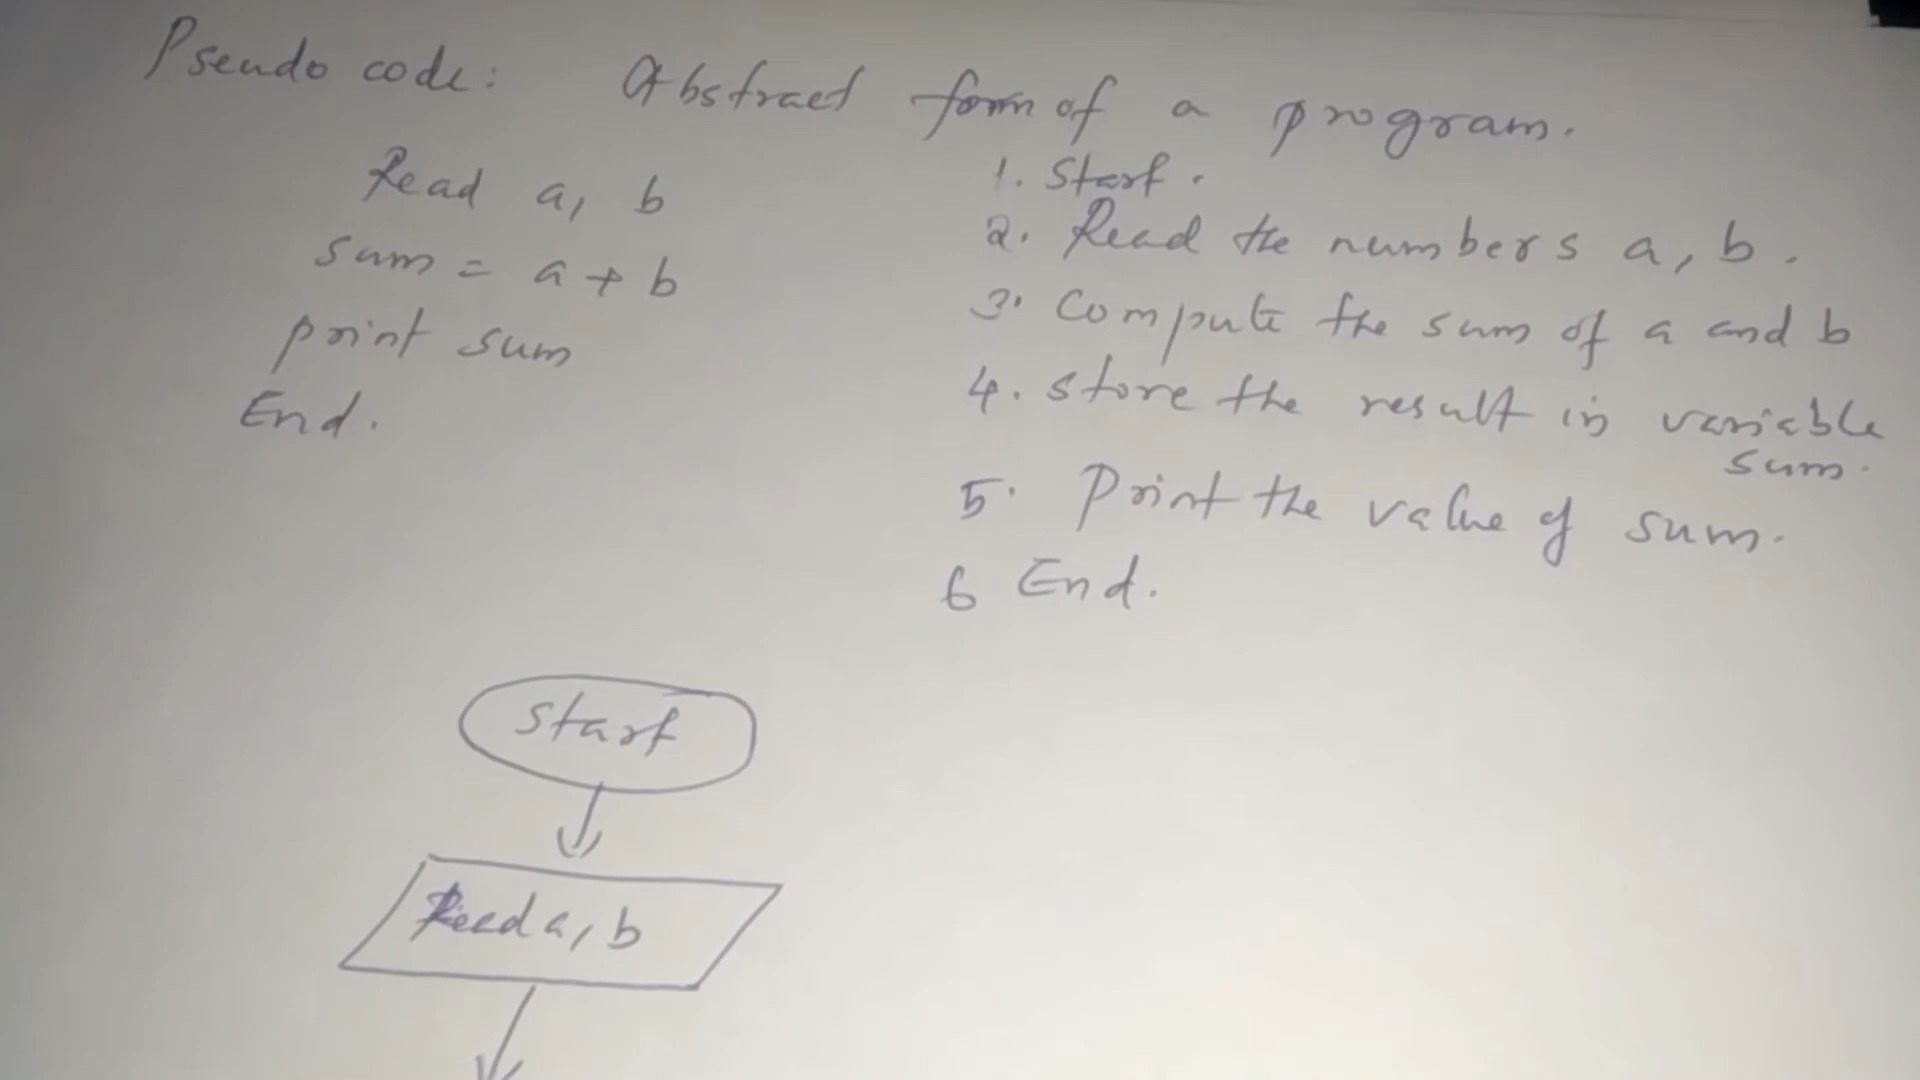 Pseudo code: Abstract form of a program.
Read a, b
sum = a + b
print sum
End.
1. Start.
2. Read the numbers a, b.
3. Compute the sum of a and b
4. Store the result in variable
sum.
5. Print the value of sum.
6 End.
Start
Read a, b